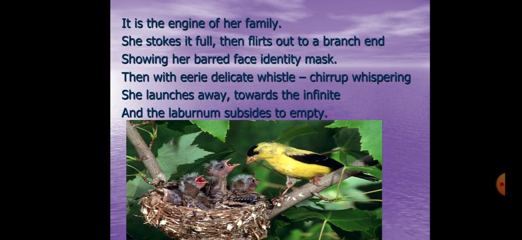 It is the engine of her family.
She stokes it full, then flirts out to a branch end
Showing her barred face identity mask.
Then with eerie delicate whistle – chirrup whispering
She launches away, towards the infinite
And the laburnum subsides to empty.